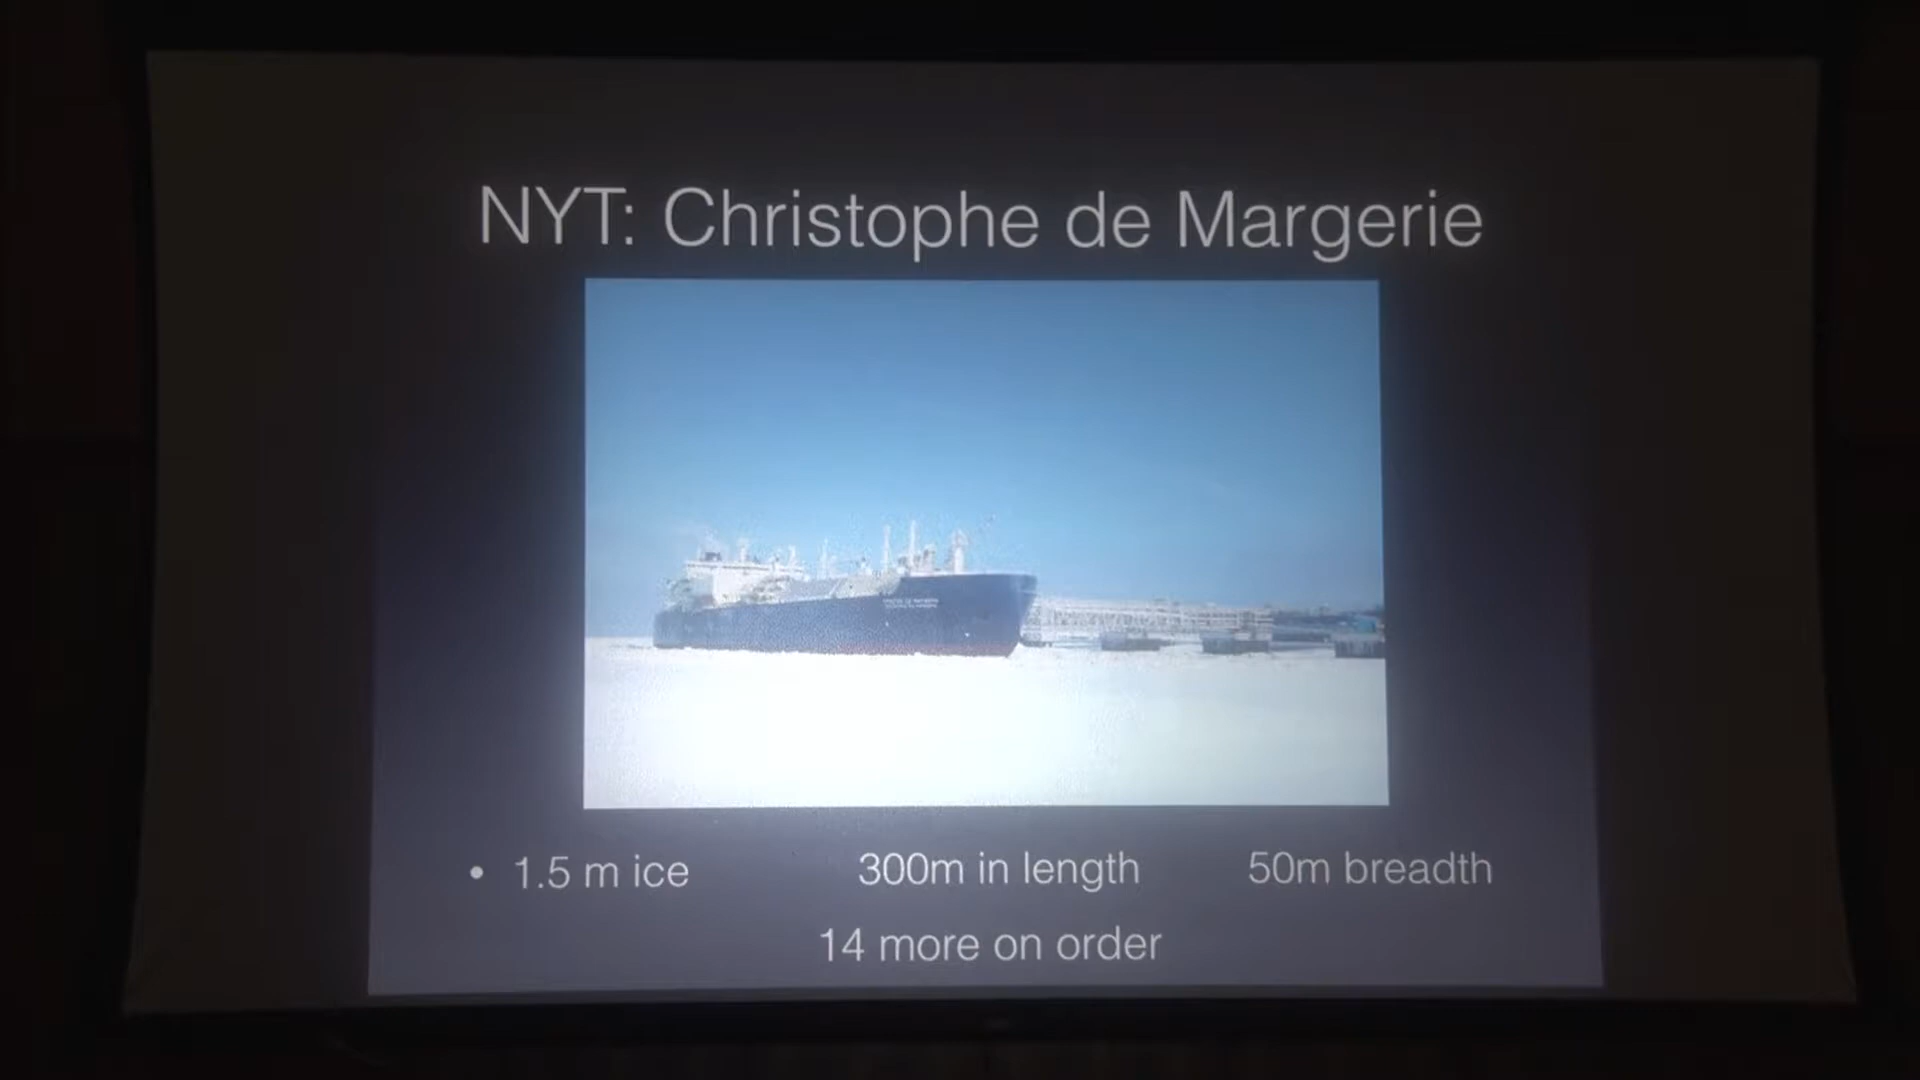 NYT: Christophe de Margerie
• 1.5 m ice 300m in length 50m breadth
14 more on order